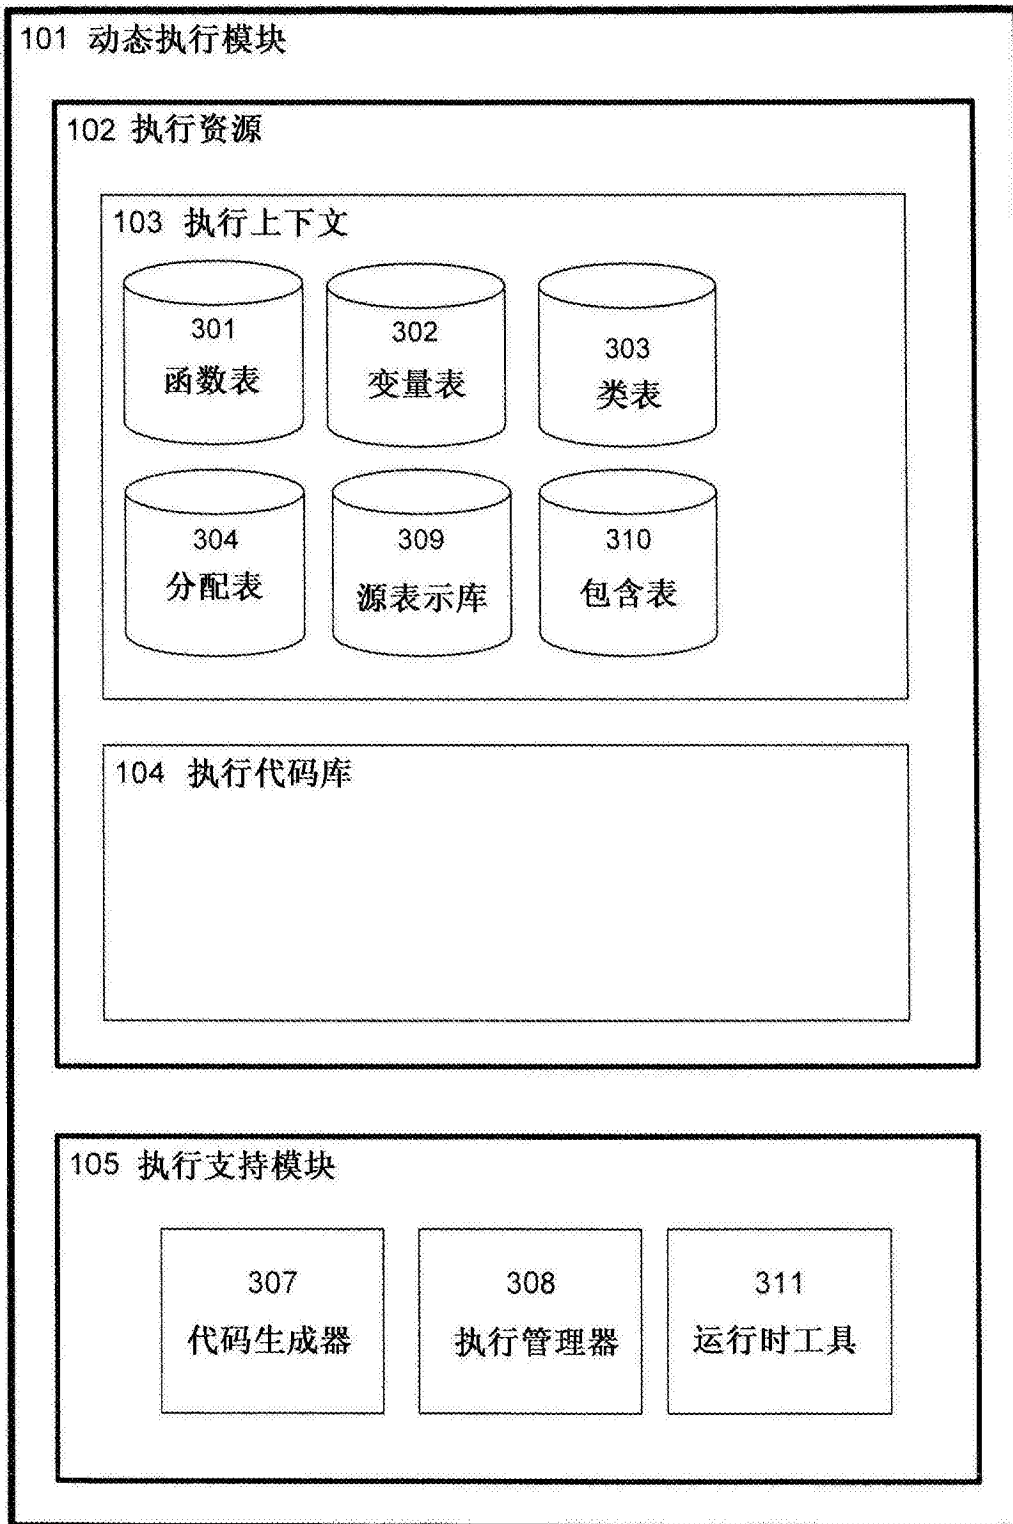 101 动态执行模块
102 执行资源
103 执行上下文
301
函数表
302
变量表
303
类表
304
分配表
309
源表示库
310
包含表
104 执行代码库
105 执行支持模块
307
代码生成器
308
执行管理器
311
运行时工具